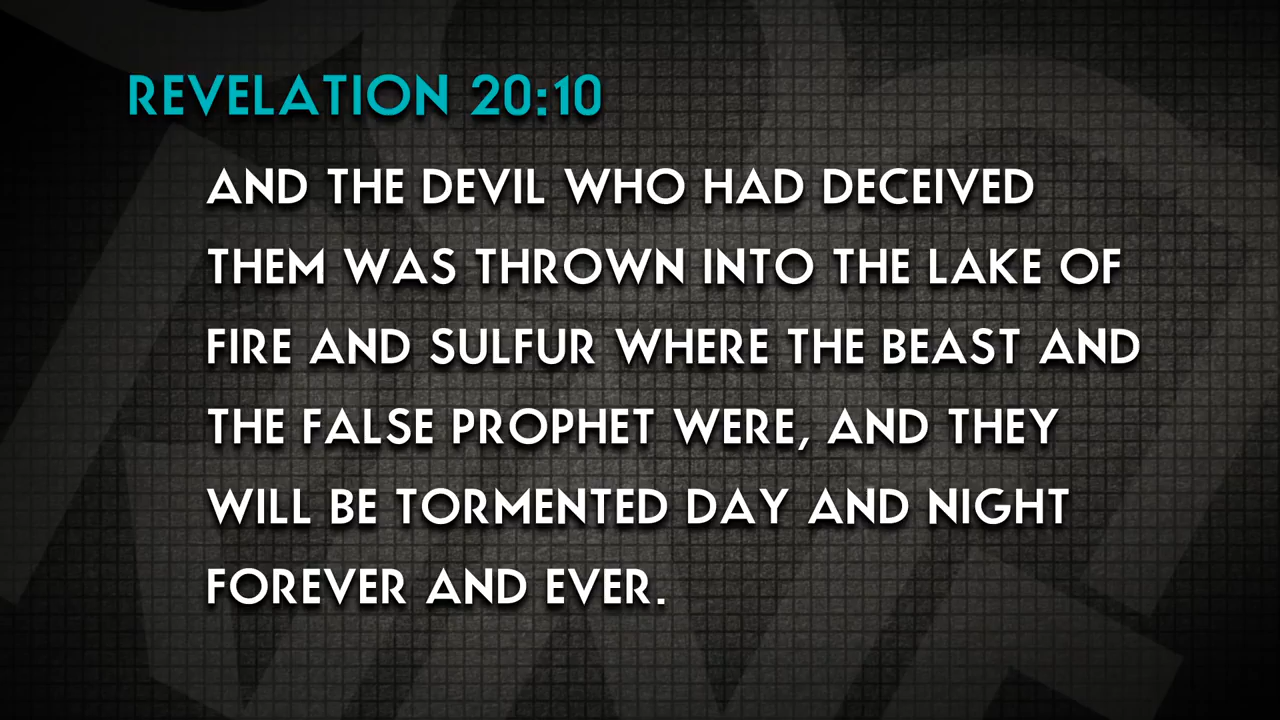 REVELATION 20:10
AND THE DEVIL WHO HAD DECEIVED
THEM WAS THROWN INTO THE LAKE OF
FIRE AND SULFUR WHERE THE BEAST AND
THE FALSE PROPHET WERE, AND THEY
WILL BE TORMENTED DAY AND NIGHT
FOREVER AND EVER.